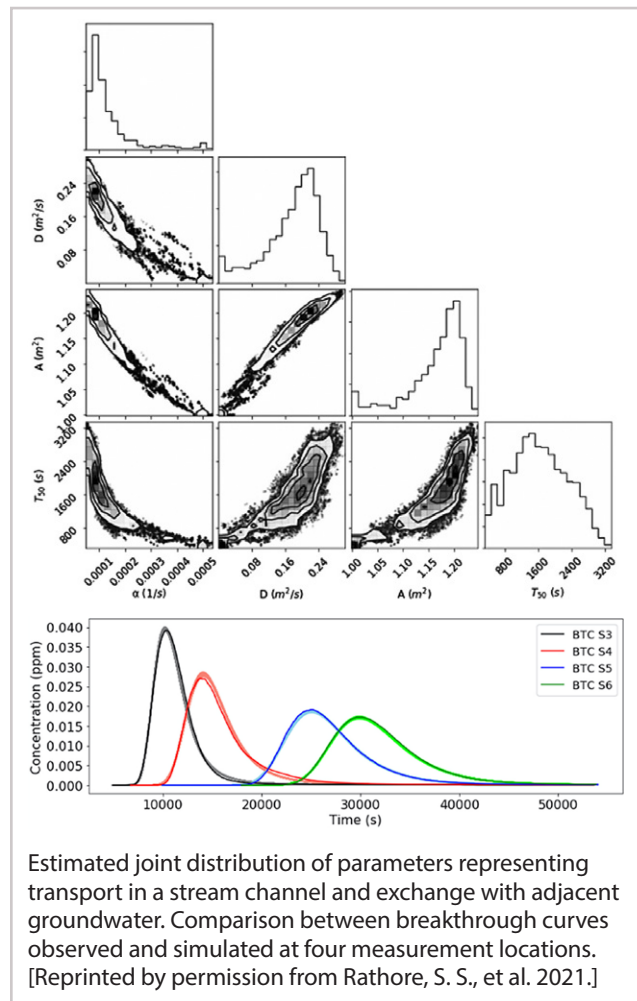 0.24
0.16
0.08
D (m²/s)
1.20
1.15
1.10
1.05
1.00
A (m²)
3200
2400
1600
800
T50 (s)
0.0001
0.0002
0.0003
0.0004
0.0005
α (1/s)
0.08
0.16
0.24
D (m²/s)
1.00
1.05
1.10
1.15
1.20
A (m²)
800
1600
2400
3200
T50 (s)
0.040
0.035
0.030
0.025
0.020
0.015
0.010
0.005
0.000
Concentration (ppm)
BTC S3
BTC S4
BTC S5
BTC S6
10000
20000
30000
40000
50000
Time (s)
Estimated joint distribution of parameters representing
transport in a stream channel and exchange with adjacent
groundwater. Comparison between breakthrough curves
observed and simulated at four measurement locations.
[Reprinted by permission from Rathore, S. S., et al. 2021.]